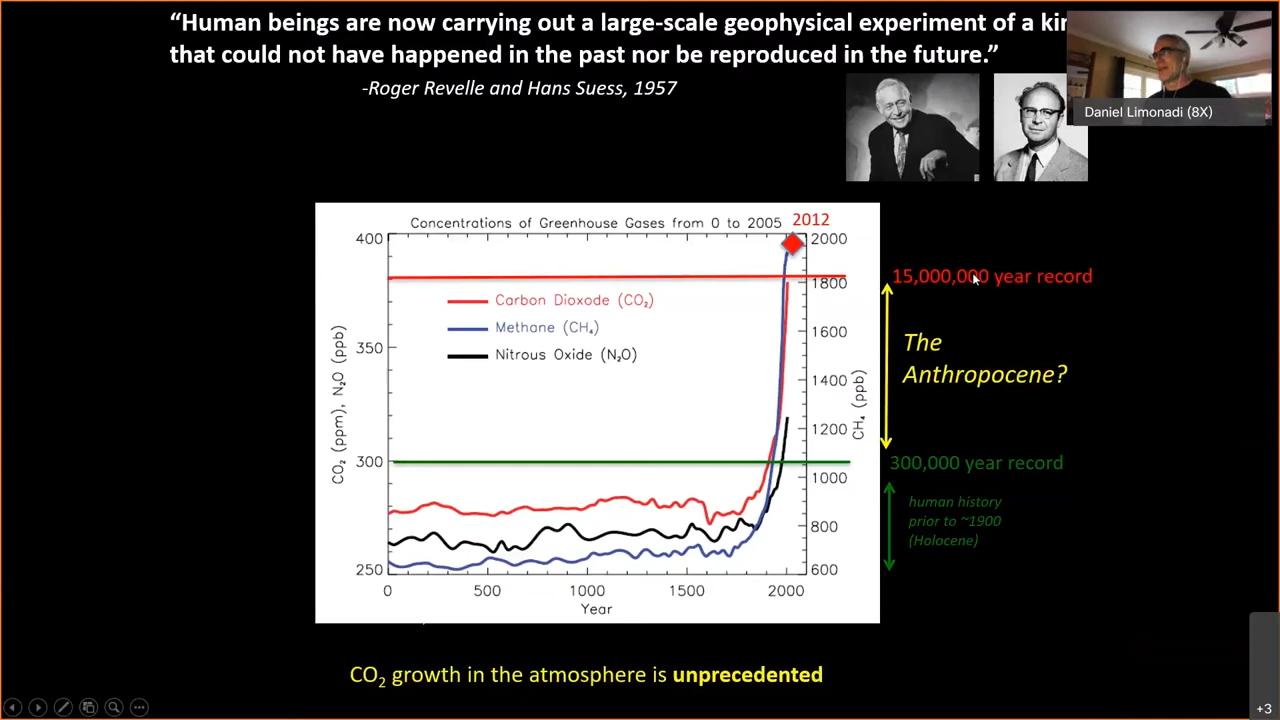 “Human beings are now carrying out a large-scale geophysical experiment of a
that could not have happened in the past nor be reproduced in the future.”
-Roger Revelle and Hans Suess, 1957
Daniel Limonadi (8X)
Concentrations of Greenhouse Gases from 0 to 2005
2012
400
350
300
250
CO₂ (ppm), N₂O (ppb)
Carbon Dioxode (CO₂)
Methane (CH₄)
Nitrous Oxide (N₂O)
2000
1800
1600
1400
1200
1000
800
600
CH₄ (ppb)
0
500
1000
1500
2000
Year
15,000,000 year record
The
Anthropocene?
300,000 year record
human history
prior to ~1900
(Holocene)
CO₂ growth in the atmosphere is unprecedented
+3